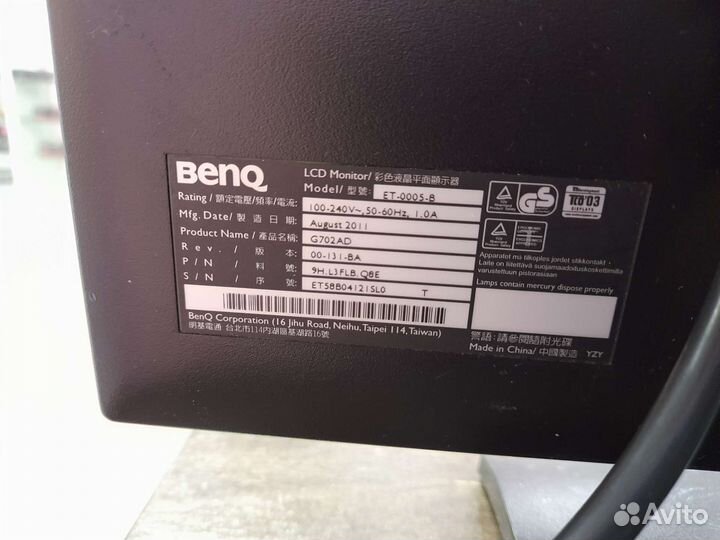 BenQ
LCD Monitor/ 彩色液晶平面顯示器
Model/ 型號: ET-0005-B
Rating / 額定電壓/頻率/電流: 100-240V~, 50-60Hz, 1.0A
Mfg. Date/ 製造日期: August 2011
Product Name / 產品名稱: G702AD
Rev. / 版本: 00-131-BA
P/N / 料號: 9H.L3FLB.Q8E
S/N / 序號: ET5BB04121SL0 T
BenQ Corporation (16 Jihu Road, Neihu, Taipei 114, Taiwan)
明基電通 台北市114內湖區基湖路16號
GS
TCO'03
DISPLAYS
Apparatet må tilkoples jordet stikkontakt /
Laite on liitettävä suojamaadoituskoskettimilla
varustettuun pistorasiaan
Lamps contain mercury dispose properly
警語: 請參閱隨附光碟
Made in China/ 中國製造 YZY
Avito